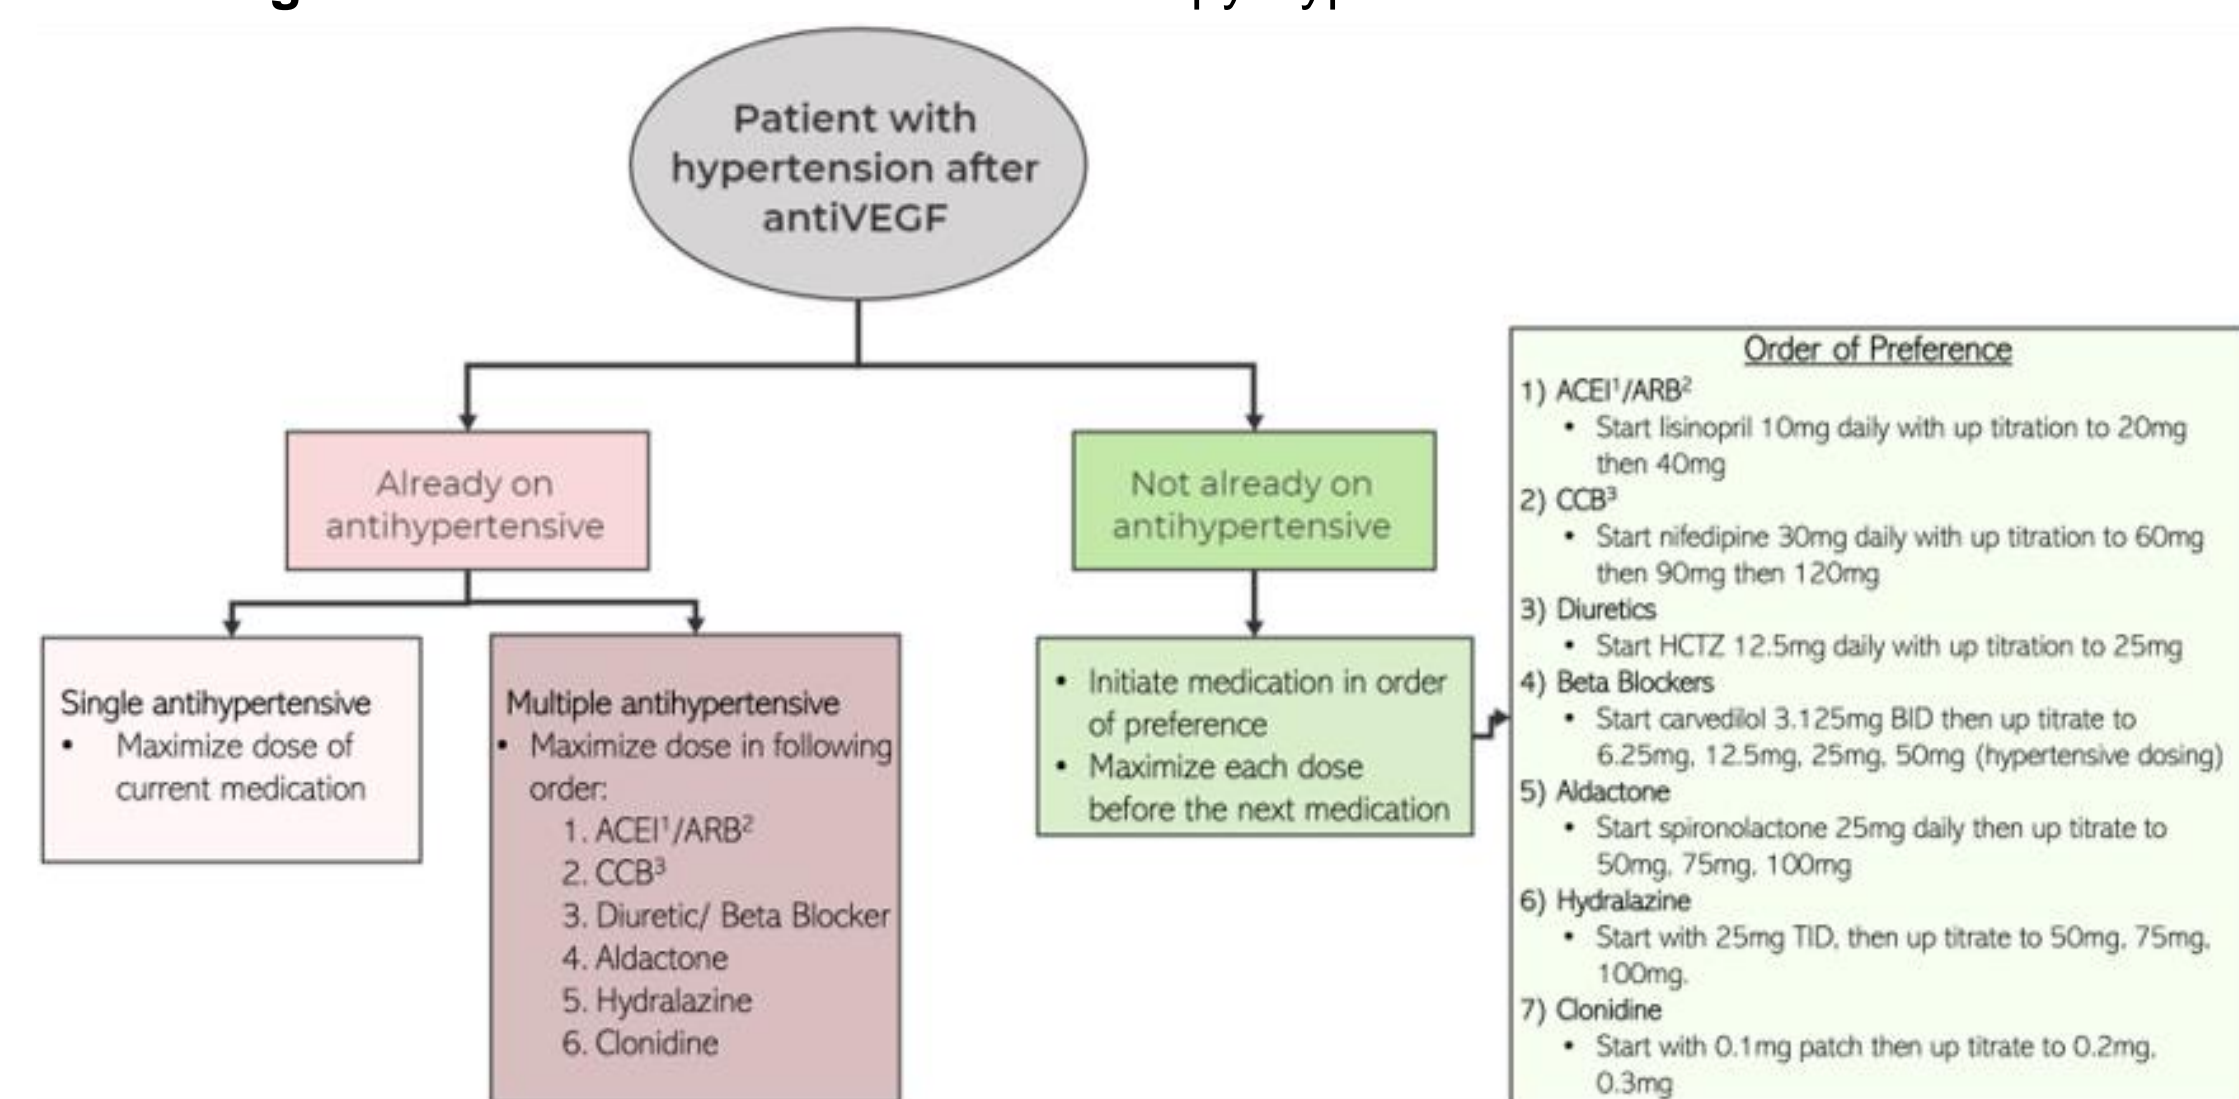 Patient with
hypertension after
antiVEGF
Already on
antihypertensive
Not already on
antihypertensive
Single antihypertensive
• Maximize dose of
current medication
Multiple antihypertensive
• Maximize dose in following
order:
1. ACEI¹/ARB²
2. CCB³
3. Diuretic/ Beta Blocker
4. Aldactone
5. Hydralazine
6. Clonidine
• Initiate medication in order
of preference
• Maximize each dose
before the next medication
Order of Preference
1) ACEI¹/ARB²
• Start lisinopril 10mg daily with up titration to 20mg
then 40mg
2) CCB³
• Start nifedipine 30mg daily with up titration to 60mg
then 90mg then 120mg
3) Diuretics
• Start HCTZ 12.5mg daily with up titration to 25mg
4) Beta Blockers
• Start carvedilol 3.125mg BID then up titrate to
6.25mg, 12.5mg, 25mg, 50mg (hypertensive dosing)
5) Aldactone
• Start spironolactone 25mg daily then up titrate to
50mg, 75mg, 100mg
6) Hydralazine
• Start with 25mg TID, then up titrate to 50mg, 75mg,
100mg.
7) Clonidine
• Start with 0.1mg patch then up titrate to 0.2mg,
0.3mg